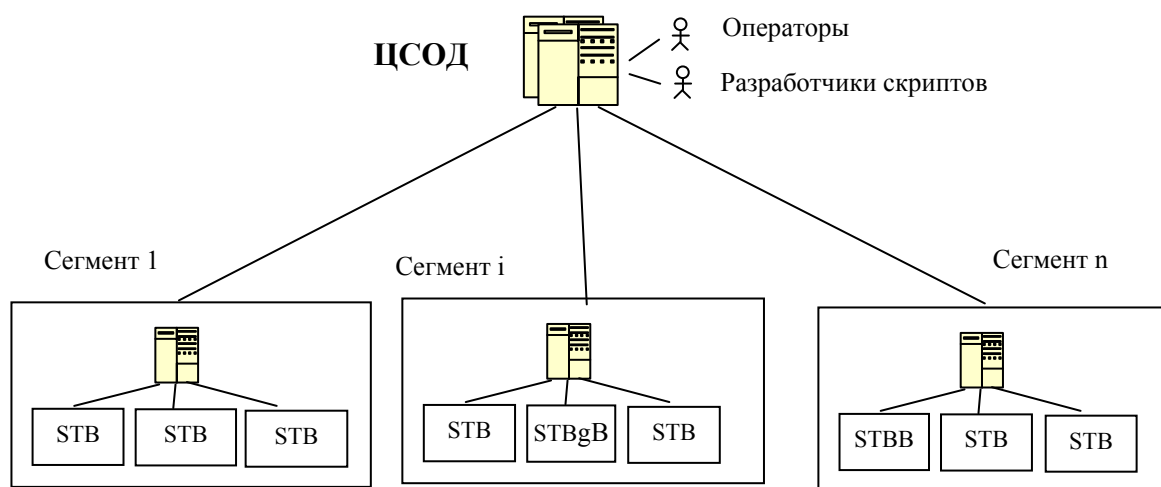 Операторы
ЦСОД
Разработчики скриптов
Сегмент 1
Сегмент i
Сегмент n
STB STB STB
STB STBgB STB
STBB STB STB